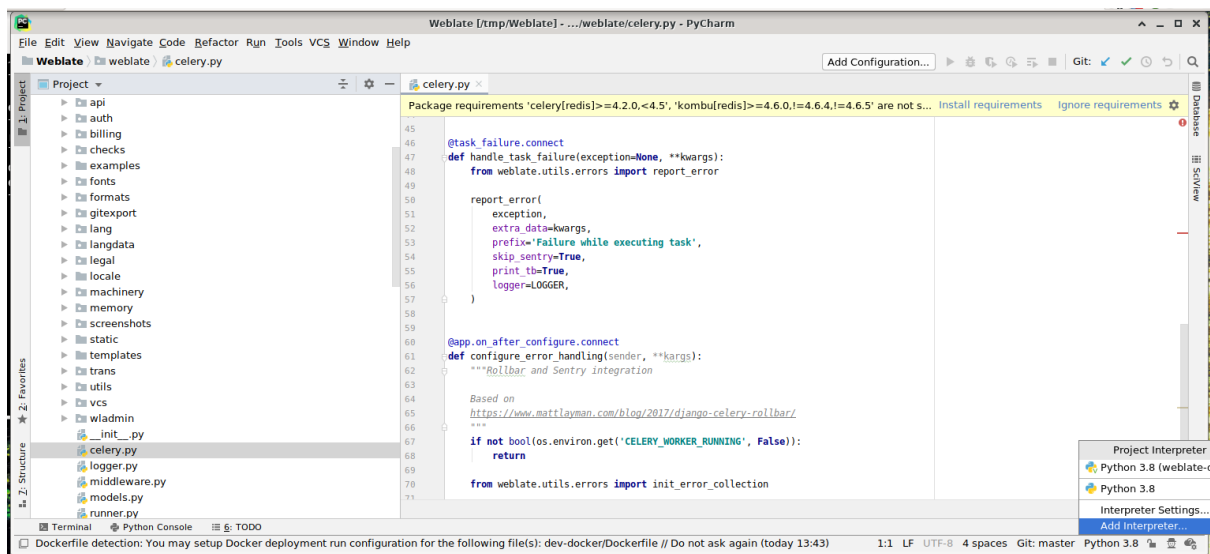 Weblate [/tmp/Weblate] - .../weblate/celery.py - PyCharm
File Edit View Navigate Code Refactor Run Tools VCS Window Help
Weblate weblate celery.py Add Configuration... Git:
1: Project
Project
celery.py
Package requirements 'celery[redis]>=4.2.0,<4.5', 'kombu[redis]>=4.6.0,!=4.6.4,!=4.6.5' are not s... Install requirements Ignore requirements
api
auth
billing
checks
examples
fonts
formats
gitexport
lang
langdata
legal
locale
machinery
memory
screenshots
static
templates
trans
utils
vcs
wladmin
__init__.py
celery.py
logger.py
middleware.py
models.py
runner.py
2: Favorites
7: Structure
45
46 @task_failure.connect
47 def handle_task_failure(exception=None, **kwargs):
48 from weblate.utils.errors import report_error
49
50 report_error(
51 exception,
52 extra_data=kwargs,
53 prefix='Failure while executing task',
54 skip_sentry=True,
55 print_tb=True,
56 logger=LOGGER,
57 )
58
59
60 @app.on_after_configure.connect
61 def configure_error_handling(sender, **kargs):
62 """Rollbar and Sentry integration
63
64 Based on
65 https://www.mattlayman.com/blog/2017/django-celery-rollbar/
66 """
67 if not bool(os.environ.get('CELERY_WORKER_RUNNING', False)):
68 return
69
70 from weblate.utils.errors import init_error_collection
71
Database
SciView
Project Interpreter
Python 3.8 (weblate-
Python 3.8
Interpreter Settings...
Add Interpreter...
Terminal Python Console 6: TODO
Dockerfile detection: You may setup Docker deployment run configuration for the following file(s): dev-docker/Dockerfile // Do not ask again (today 13:43) 1:1 LF UTF-8 4 spaces Git: master Python 3.8